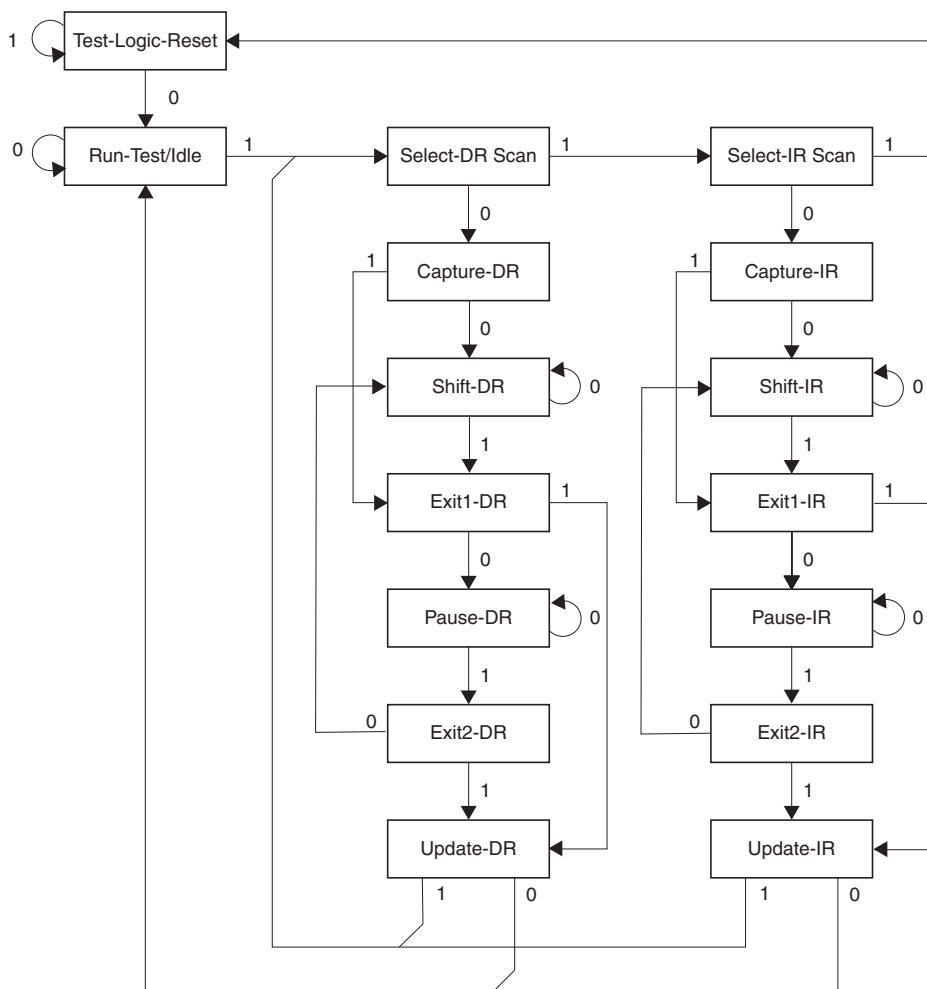 Test-Logic-Reset
1
0
Run-Test/Idle
0
1
Select-DR Scan
1
Select-IR Scan
1
0
0
1
Capture-DR
1
Capture-IR
0
0
Shift-DR
0
Shift-IR
0
1
1
Exit1-DR
1
Exit1-IR
1
0
0
Pause-DR
0
Pause-IR
0
1
1
0
Exit2-DR
0
Exit2-IR
1
1
Update-DR
Update-IR
1
0
1
0